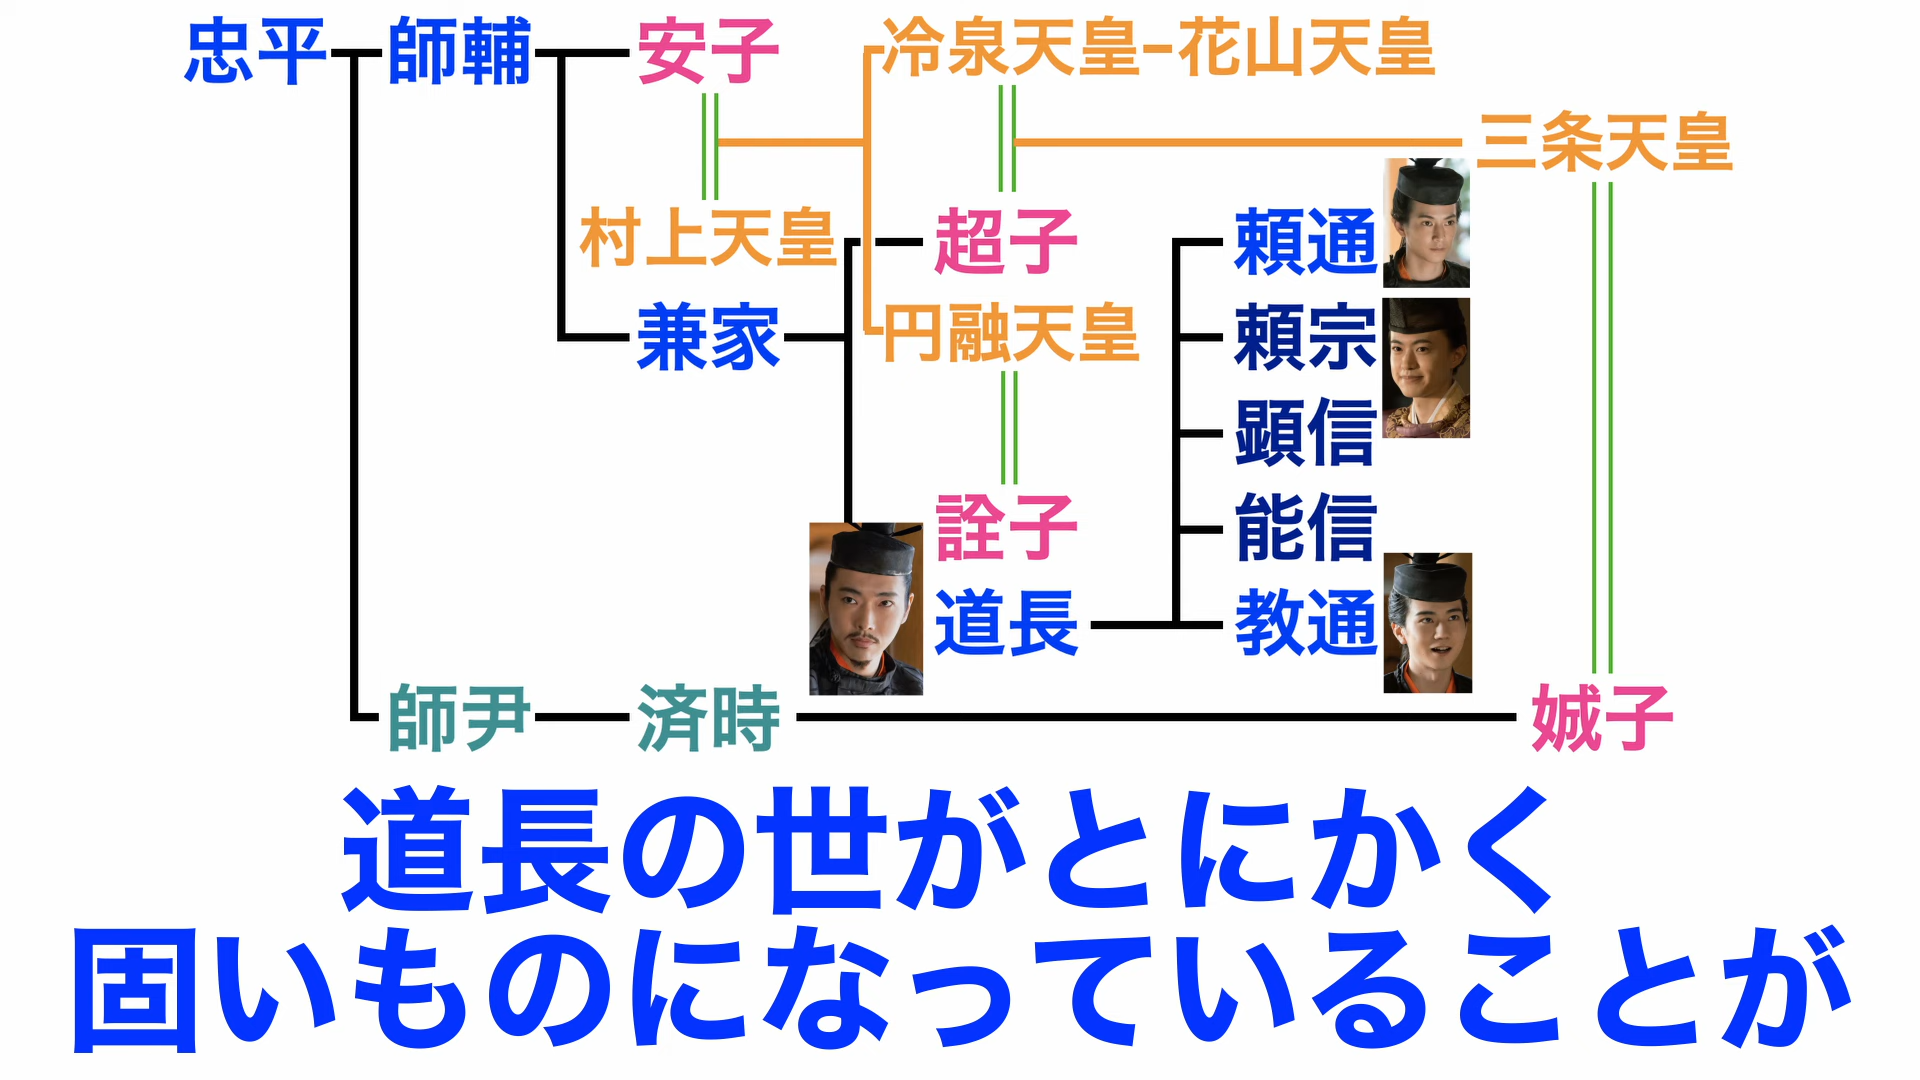 忠平 師輔 安子 冷泉天皇 花山天皇
三条天皇
村上天皇 超子 頼通
兼家 円融天皇 頼宗
顕信
詮子 能信
道長 教通
師尹 済時 娍子
道長の世がとにかく
固いものになっていることが